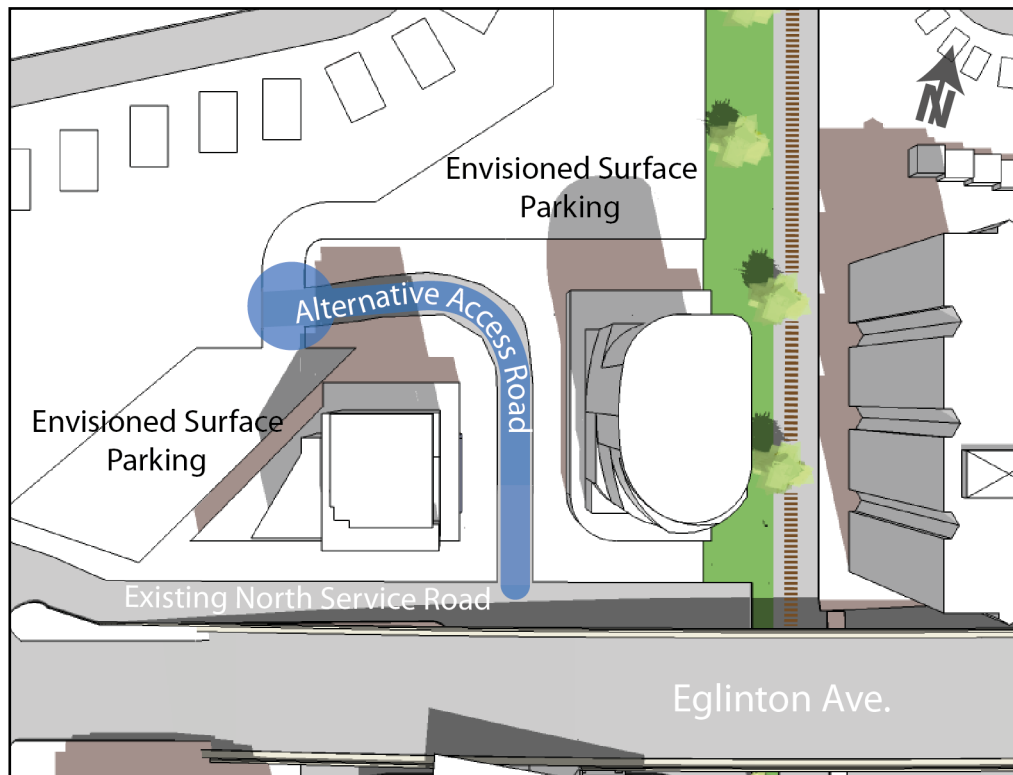 N
Envisioned Surface
Parking
Alternative Access Road
Envisioned Surface
Parking
Existing North Service Road
Eglinton Ave.